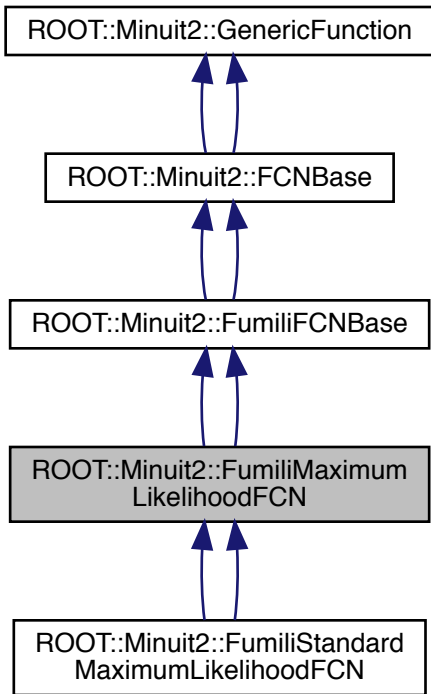 ROOT::Minuit2::GenericFunction
ROOT::Minuit2::FCNBase
ROOT::Minuit2::FumiliFCNBase
ROOT::Minuit2::FumiliMaximum
LikelihoodFCN
ROOT::Minuit2::FumiliStandard
MaximumLikelihoodFCN